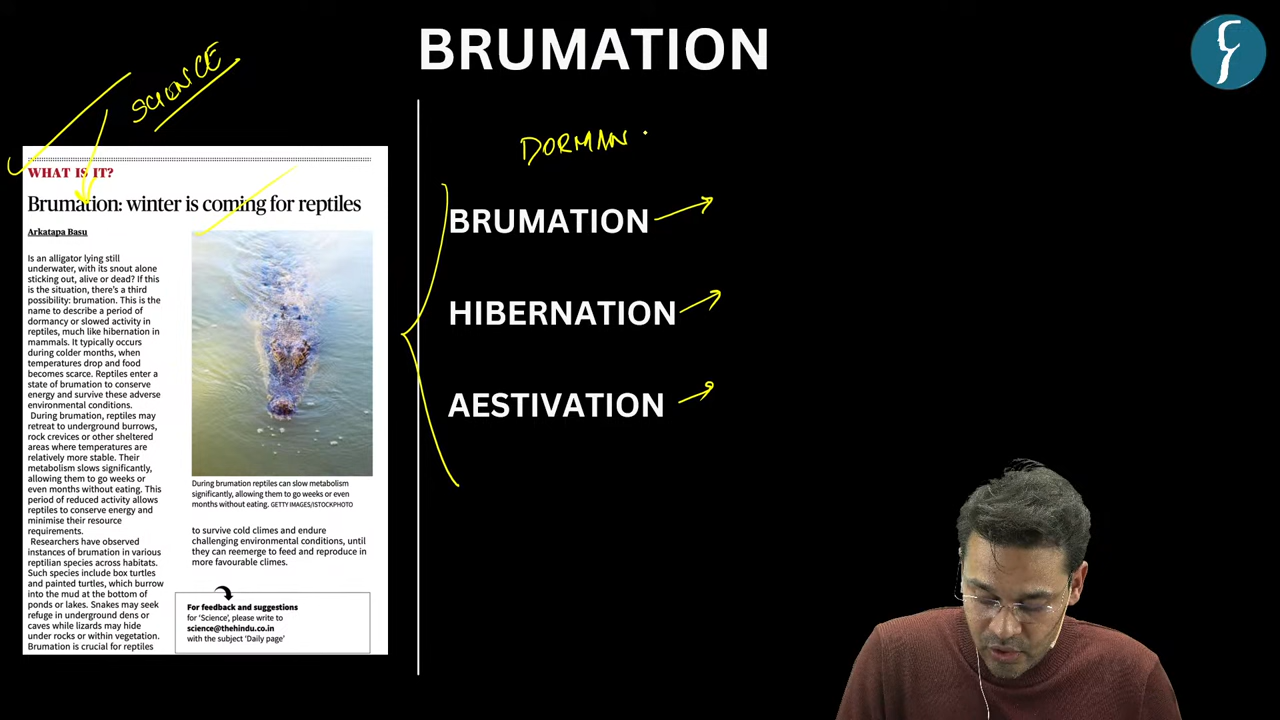 BRUMATION
SCIENCE
WHAT IS IT?
Brumation: winter is coming for reptiles
Arkatapa Basu
Is an alligator lying still
underwater, with its snout alone
sticking out, alive or dead? If this
is the situation, there's a third
possibility: brumation. This is the
name to describe a period of
dormancy or slowed activity in
reptiles, much like hibernation in
mammals. It typically occurs
during colder months, when
temperatures drop and food
becomes scarce. Reptiles enter a
state of brumation to conserve
energy and survive these adverse
environmental conditions.
During brumation, reptiles may
retreat to underground burrows,
rock crevices or other sheltered
areas where temperatures are
relatively more stable. Their
metabolism slows significantly,
allowing them to go weeks or
even months without eating. This
period of reduced activity allows
reptiles to conserve energy and
minimise their resource
requirements.
Researchers have observed
instances of brumation in various
reptilian species across habitats.
Such species include box turtles
and painted turtles, which burrow
into the mud at the bottom of
ponds or lakes. Snakes may seek
refuge in underground dens or
caves while lizards may hide
under rocks or within vegetation.
Brumation is crucial for reptiles
During brumation reptiles can slow metabolism
significantly, allowing them to go weeks or even
months without eating. GETTY IMAGES/ISTOCKPHOTO
to survive cold climes and endure
challenging environmental conditions, until
they can reemerge to feed and reproduce in
more favourable climes.
For feedback and suggestions
for 'Science', please write to
science@thehindu.co.in
with the subject 'Daily page'
DORMAN
BRUMATION
HIBERNATION
AESTIVATION